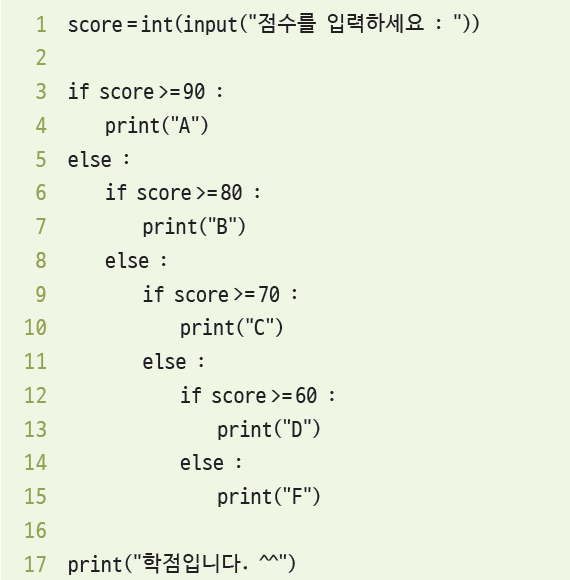 1 score=int(input("점수를 입력하세요 : "))
2
3 if score>=90 :
4     print("A")
5 else :
6     if score>=80 :
7         print("B")
8     else :
9         if score>=70 :
10             print("C")
11         else :
12             if score>=60 :
13                 print("D")
14             else :
15                 print("F")
16
17 print("학점입니다. ^^")